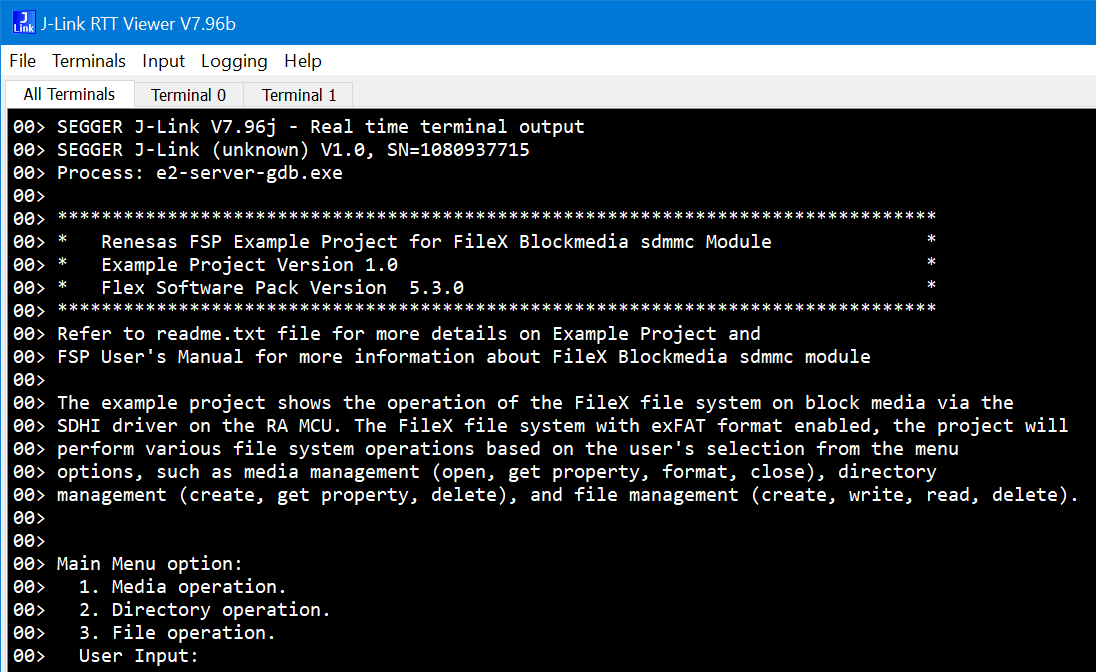 J Link J-Link RTT Viewer V7.96b
File Terminals Input Logging Help
All Terminals Terminal 0 Terminal 1
00> SEGGER J-Link V7.96j - Real time terminal output
00> SEGGER J-Link (unknown) V1.0, SN=1080937715
00> Process: e2-server-gdb.exe
00>
00> ********************************************************************************
00> *   Renesas FSP Example Project for FileX Blockmedia sdmmc Module              *
00> *   Example Project Version 1.0                                                *
00> *   Flex Software Pack Version  5.3.0                                          *
00> ********************************************************************************
00> Refer to readme.txt file for more details on Example Project and
00> FSP User's Manual for more information about FileX Blockmedia sdmmc module
00>
00> The example project shows the operation of the FileX file system on block media via the
00> SDHI driver on the RA MCU. The FileX file system with exFAT format enabled, the project will
00> perform various file system operations based on the user's selection from the menu
00> options, such as media management (open, get property, format, close), directory
00> management (create, get property, delete), and file management (create, write, read, delete).
00>
00>
00> Main Menu option:
00>   1. Media operation.
00>   2. Directory operation.
00>   3. File operation.
00>   User Input: